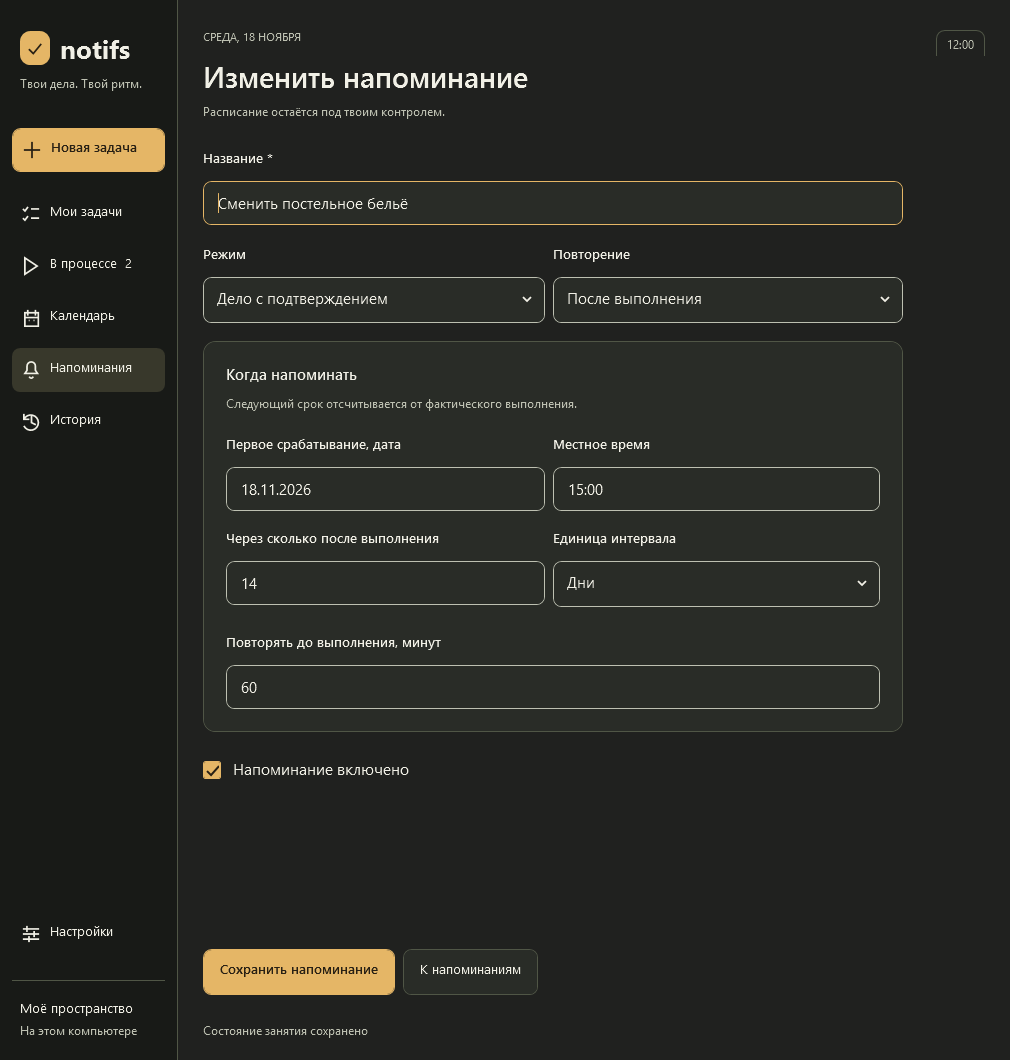 notifs
Твои дела. Твой ритм.
Новая задача
Мои задачи
В процессе 2
Календарь
Напоминания
История
Настройки
Моё пространство
На этом компьютере
СРЕДА, 18 НОЯБРЯ
12:00
Изменить напоминание
Расписание остаётся под твоим контролем.
Название *
Сменить постельное бельё
Режим
Повторение
Дело с подтверждением
После выполнения
Когда напоминать
Следующий срок отсчитывается от фактического выполнения.
Первое срабатывание, дата
Местное время
18.11.2026
15:00
Через сколько после выполнения
Единица интервала
14
Дни
Повторять до выполнения, минут
60
Напоминание включено
Сохранить напоминание
К напоминаниям
Состояние занятия сохранено